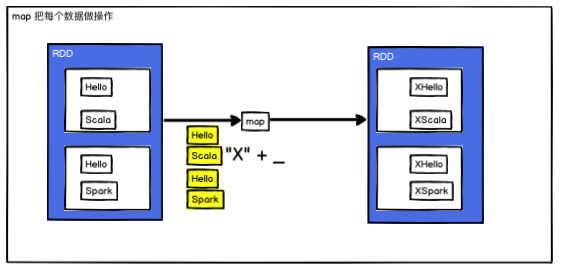 map 把每个数据做操作
RDD
Hello
Scala
Hello
Spark
map
Hello
Scala
Hello
Spark
"X" + _
RDD
XHello
XScala
XHello
XSpark